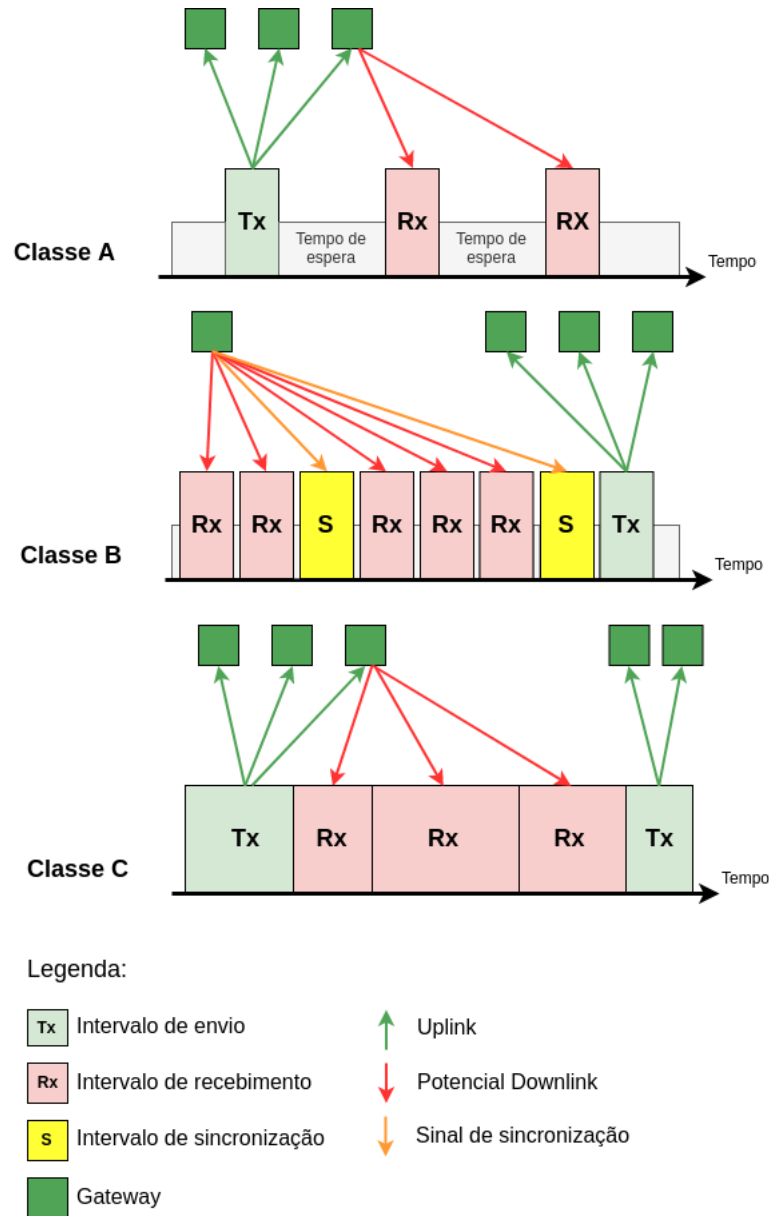 Tx
Rx
RX
Tempo de
espera
Tempo de
espera
Classe A
Tempo
Rx
Rx
S
Rx
Rx
Rx
S
Tx
Classe B
Tempo
Tx
Rx
Rx
Rx
Tx
Classe C
Tempo
Legenda:
Tx Intervalo de envio
Uplink
Rx Intervalo de recebimento
Potencial Downlink
S Intervalo de sincronização
Sinal de sincronização
Gateway